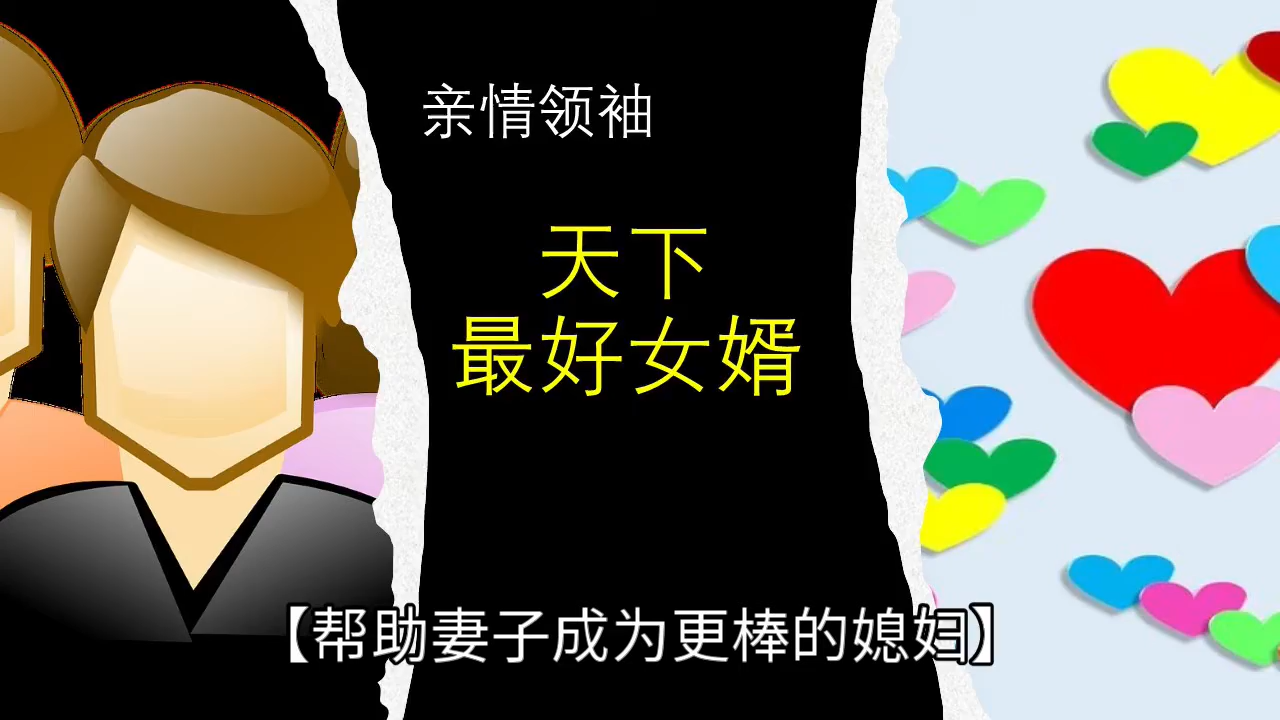 亲情领袖
天下
最好女婿
【帮助妻子成为更棒的媳妇】